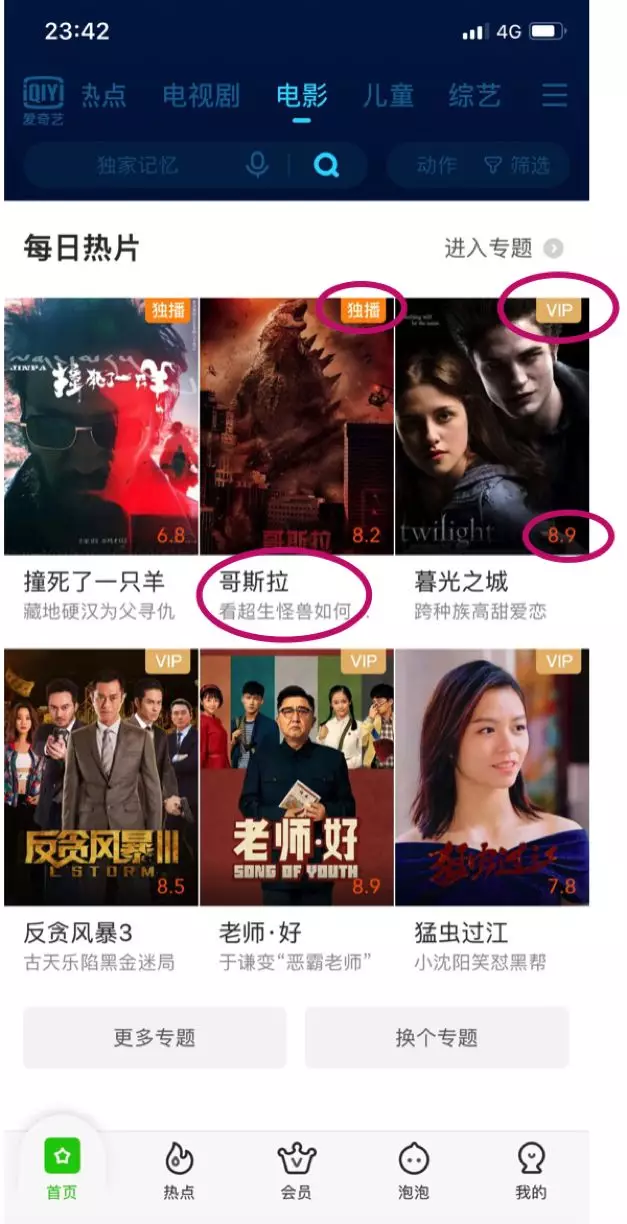 23:42
4G
iQIYI
爱奇艺
热点
电视剧
电影
儿童
综艺
独家记忆
动作
筛选
每日热片
进入专题
独播
独播
VIP
JINPA
撞死了一只羊
6.8
哥斯拉
8.2
twilight
8.9
撞死了一只羊
哥斯拉
暮光之城
藏地硬汉为父寻仇
看超生怪兽如何...
跨种族高甜爱恋
VIP
VIP
VIP
反贪风暴III
L STORM
8.5
老师·好
SONG OF YOUTH
8.9
猛虫过江
7.8
反贪风暴3
老师·好
猛虫过江
古天乐陷黑金迷局
于谦变“恶霸老师”
小沈阳笑怼黑帮
更多专题
换个专题
首页
热点
会员
泡泡
我的